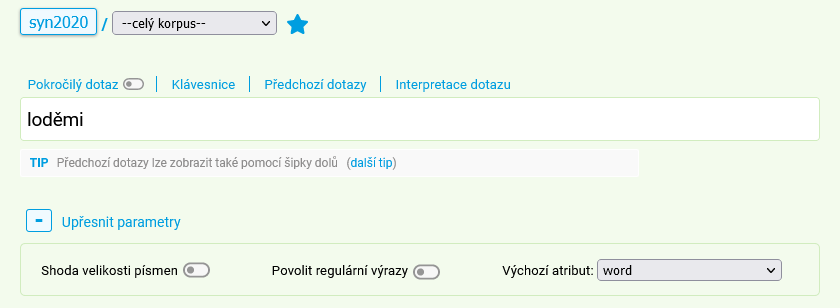 syn2020 / --celý korpus--
Pokročilý dotaz | Klávesnice | Předchozí dotazy | Interpretace dotazu
loděmi
TIP Předchozí dotazy lze zobrazit také pomocí šipky dolů (další tip)
- Upřesnit parametry
Shoda velikosti písmen Povolit regulární výrazy Výchozí atribut: word